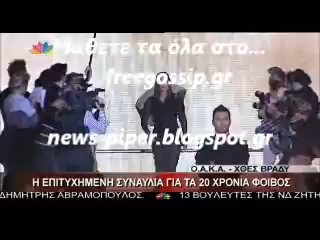 Μάθετε τα όλα στο...
freegossip.gr
news-piper.blogspot.gr
Ο.Α.Κ.Α. - ΧΘΕΣ ΒΡΑΔΥ
Η ΕΠΙΤΥΧΗΜΕΝΗ ΣΥΝΑΥΛΙΑ ΓΙΑ ΤΑ 20 ΧΡΟΝΙΑ ΦΟΙΒΟΣ
ΔΗΜΗΤΡΗΣ ΑΒΡΑΜΟΠΟΥΛΟΣ 13 ΒΟΥΛΕΥΤΕΣ ΤΗΣ ΝΔ ΖΗΤΗ